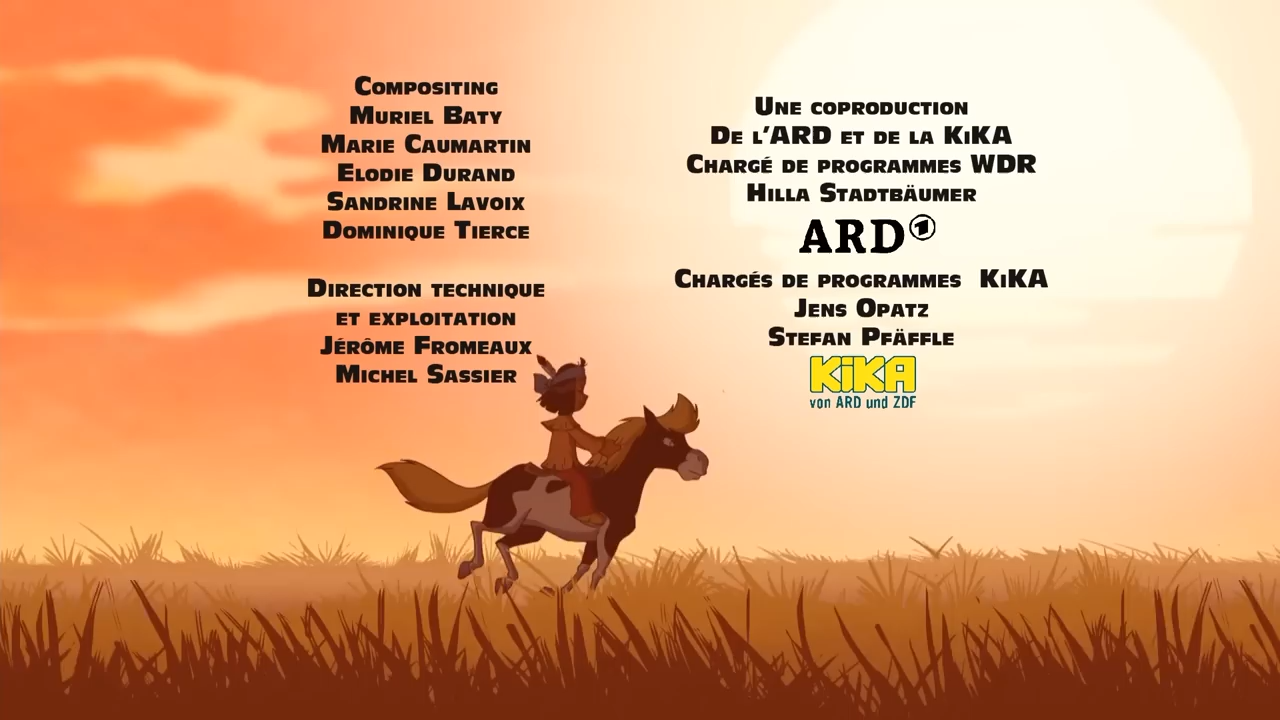 Compositing
Muriel Baty
Marie Caumartin
Elodie Durand
Sandrine Lavoix
Dominique Tierce
Direction technique
et exploitation
Jérôme Fromeaux
Michel Sassier
Une coproduction
De l'ARD et de la KiKA
Chargé de programmes WDR
Hilla Stadtbäumer
ARD 1
Chargés de programmes KiKA
Jens Opatz
Stefan Pfäffle
KiKA
von ARD und ZDF